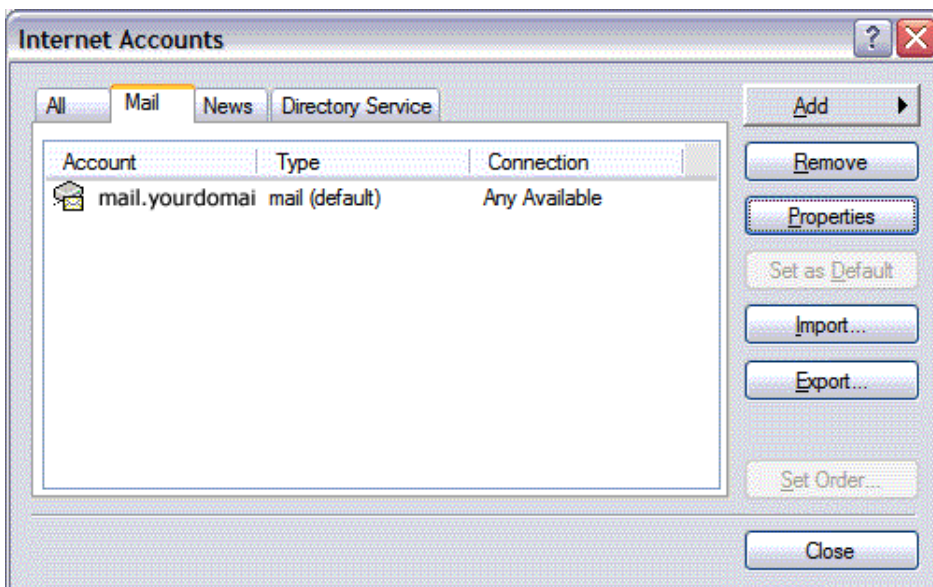 Internet Accounts
?
All Mail News Directory Service
Add
Account Type Connection
Remove
mail.yourdomai mail (default) Any Available
Properties
Set as Default
Import...
Export...
Set Order...
Close